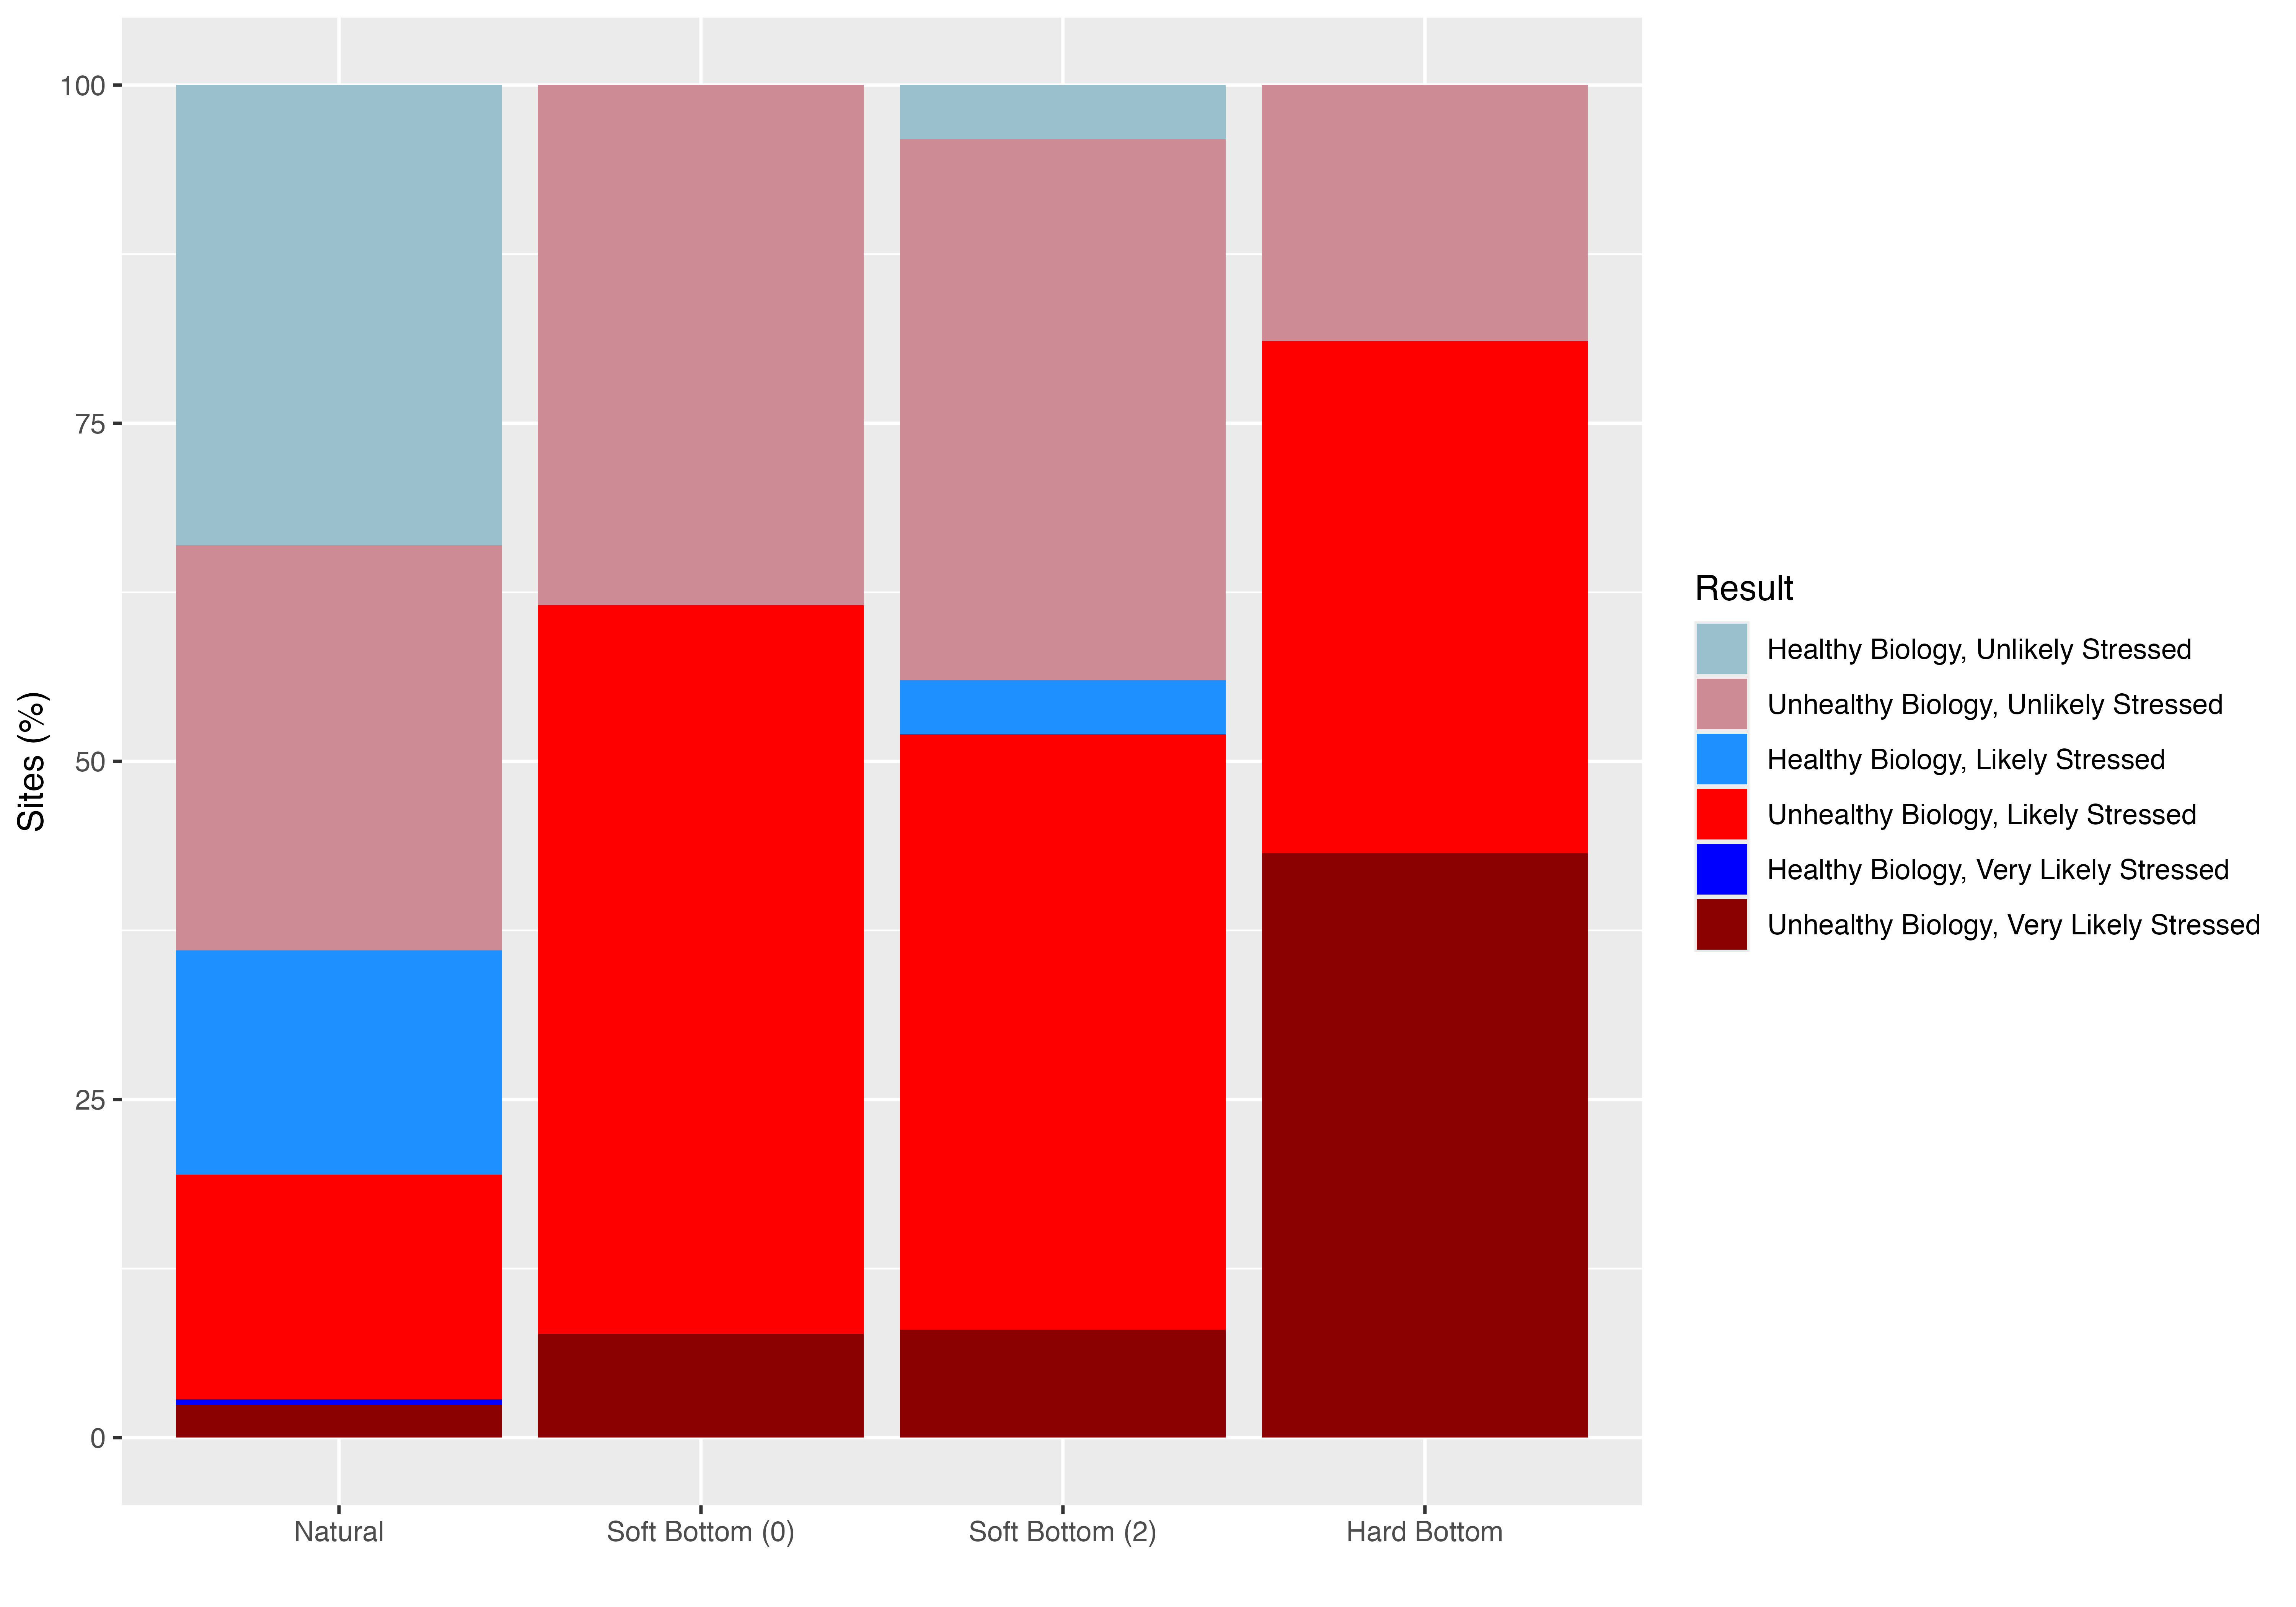 100
75
50
25
0
Sites (%)
Natural
Soft Bottom (0)
Soft Bottom (2)
Hard Bottom
Result
Healthy Biology, Unlikely Stressed
Unhealthy Biology, Unlikely Stressed
Healthy Biology, Likely Stressed
Unhealthy Biology, Likely Stressed
Healthy Biology, Very Likely Stressed
Unhealthy Biology, Very Likely Stressed